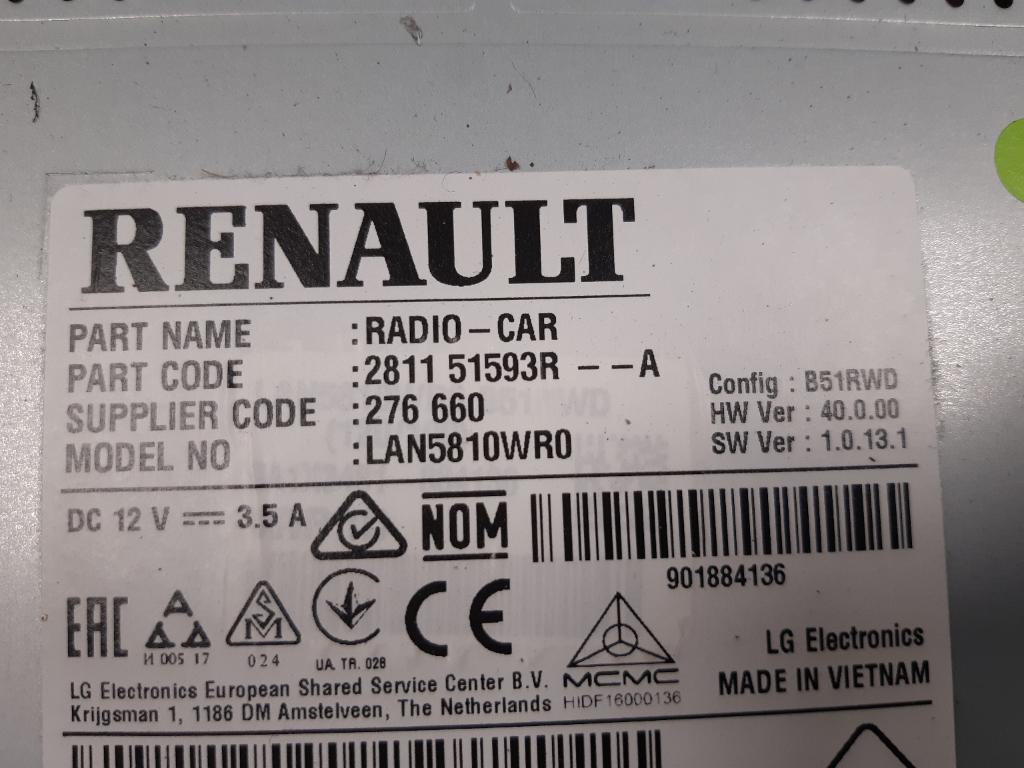 RENAULT
PART NAME :RADIO-CAR
PART CODE :2811 51593R --A
SUPPLIER CODE :276 660
MODEL NO :LAN5810WR0
Config : B51RWD
HW Ver : 40.0.00
SW Ver : 1.0.13.1
DC 12 V ⎓ 3.5 A
NOM
901884136
EAC
И 005 17
024
UA. TR. 028
CE
MCMC
HIDF16000136
LG Electronics
MADE IN VIETNAM
LG Electronics European Shared Service Center B.V.
Krijgsman 1, 1186 DM Amstelveen, The Netherlands